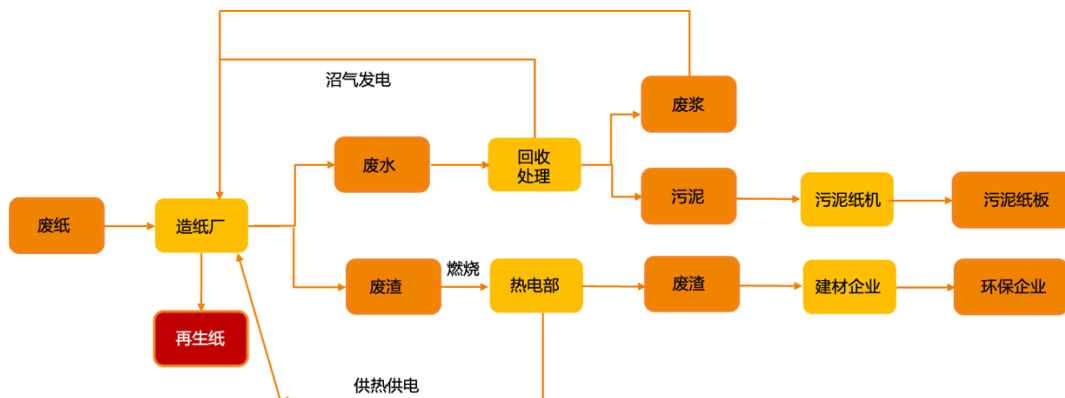 沼气发电
废浆
废水
回收
处理
污泥
污泥纸机
污泥纸板
废纸
造纸厂
燃烧
废渣
热电部
废渣
建材企业
环保企业
再生纸
供热供电